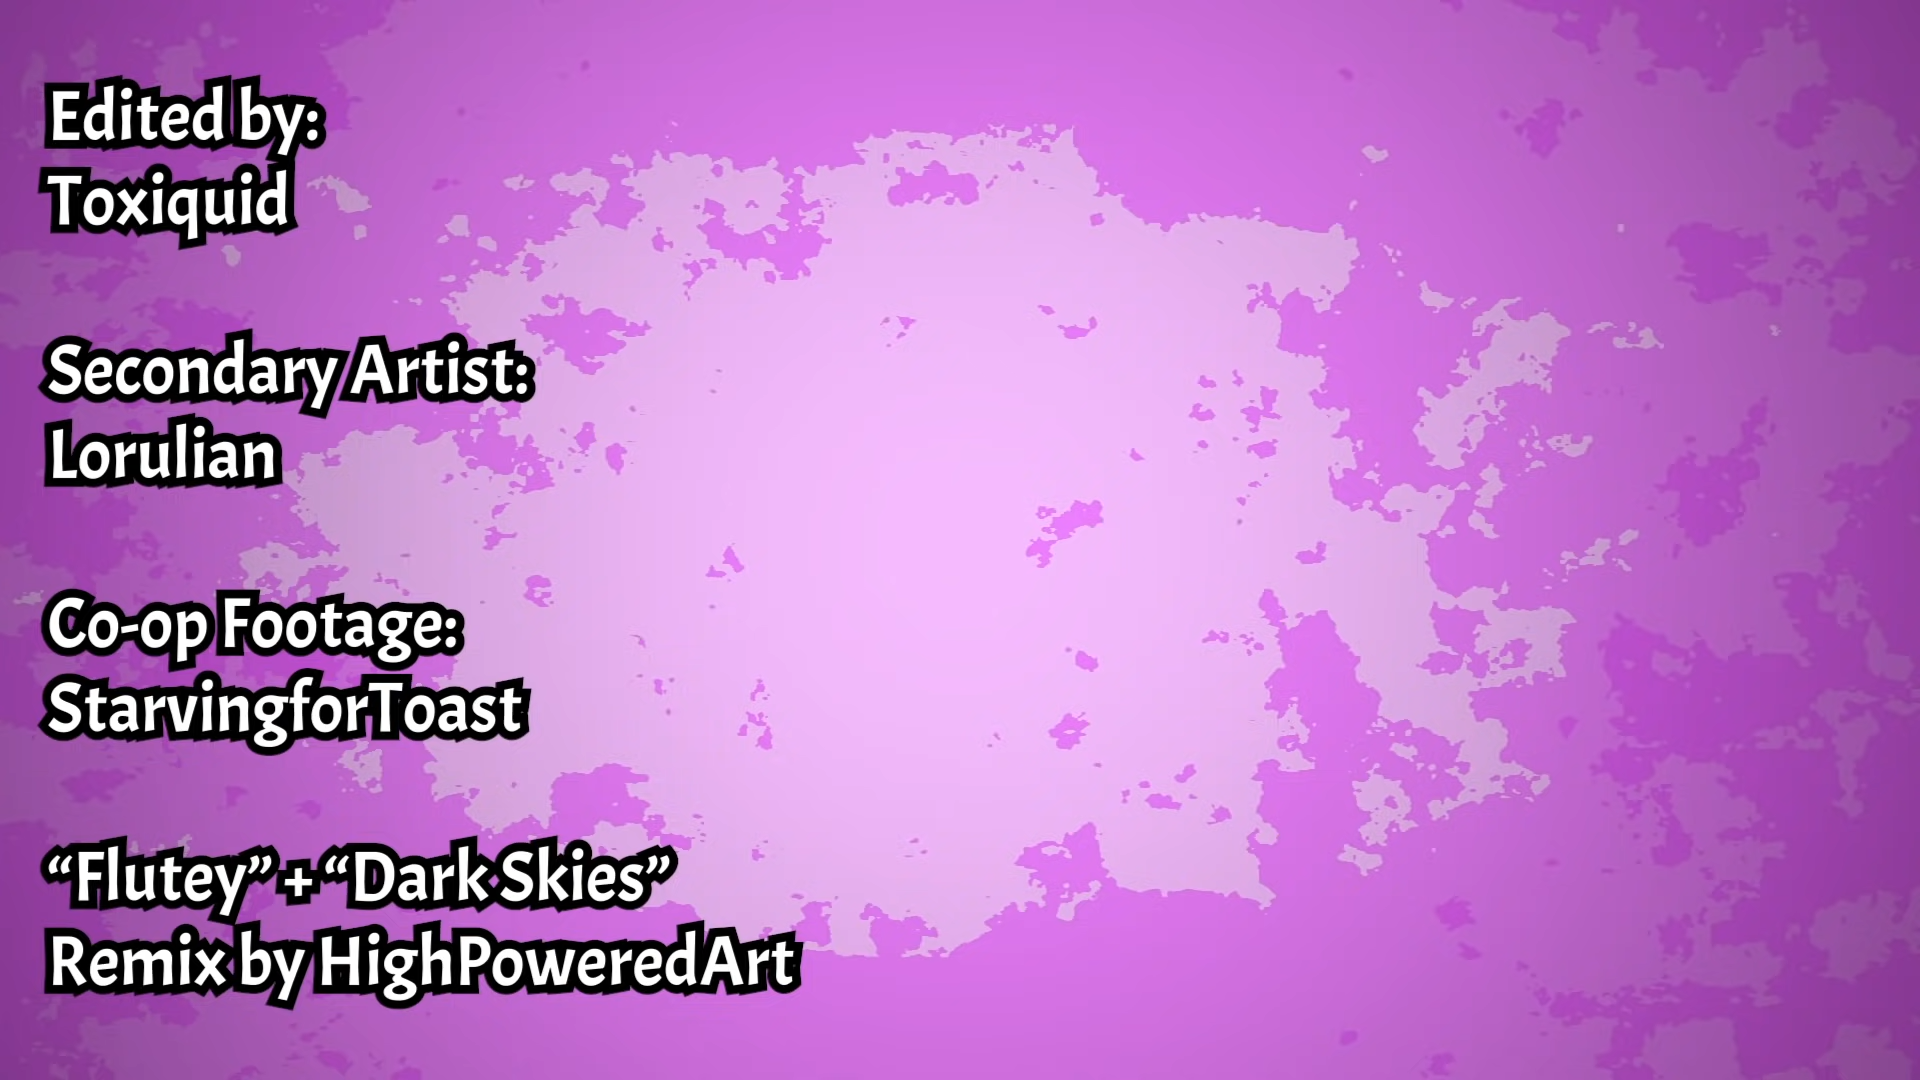 Edited by:
Toxiquid
Secondary Artist:
Lorulian
Co-op Footage:
StarvingforToast
“Flutey” + “Dark Skies”
Remix by HighPoweredArt